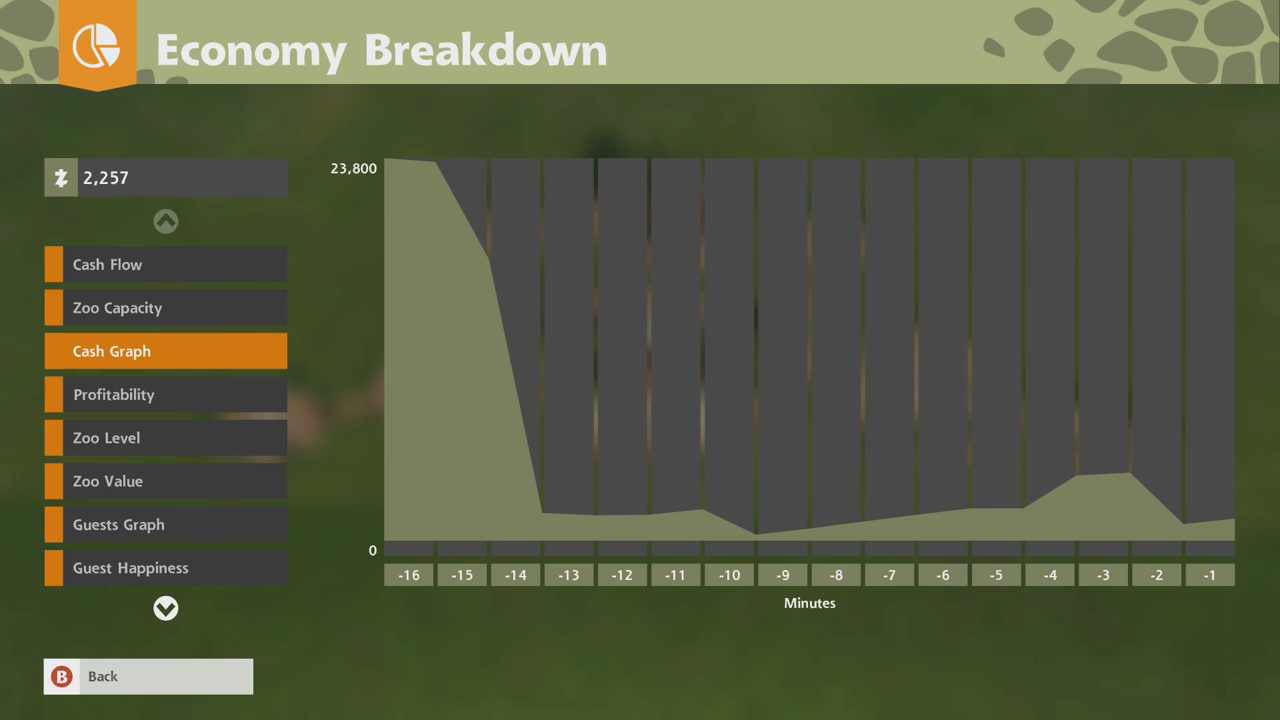 Economy Breakdown
2,257
Cash Flow
Zoo Capacity
Cash Graph
Profitability
Zoo Level
Zoo Value
Guests Graph
Guest Happiness
B Back
23,800
0
-16 -15 -14 -13 -12 -11 -10 -9 -8 -7 -6 -5 -4 -3 -2 -1
Minutes